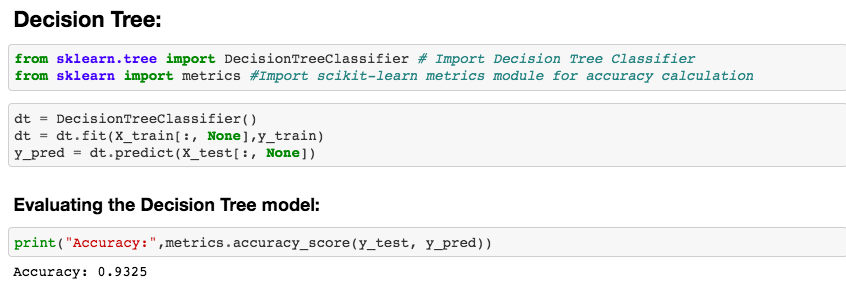 Decision Tree:
from sklearn.tree import DecisionTreeClassifier # Import Decision Tree Classifier
from sklearn import metrics #Import scikit-learn metrics module for accuracy calculation
dt = DecisionTreeClassifier()
dt = dt.fit(X_train[:, None],y_train)
y_pred = dt.predict(X_test[:, None])
Evaluating the Decision Tree model:
print("Accuracy:",metrics.accuracy_score(y_test, y_pred))
Accuracy: 0.9325